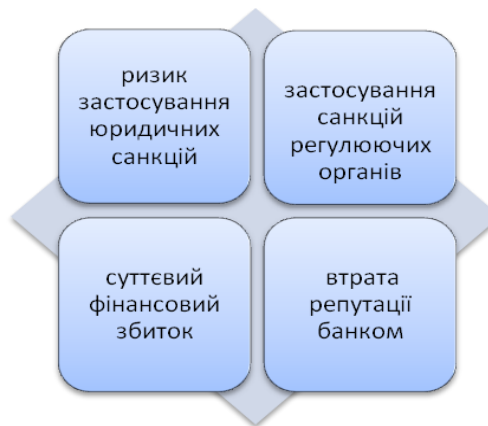 ризик
застосування
юридичних
санкцій
застосування
санкцій
регулюючих
органів
суттєвий
фінансовий
збиток
втрата
репутації
банком